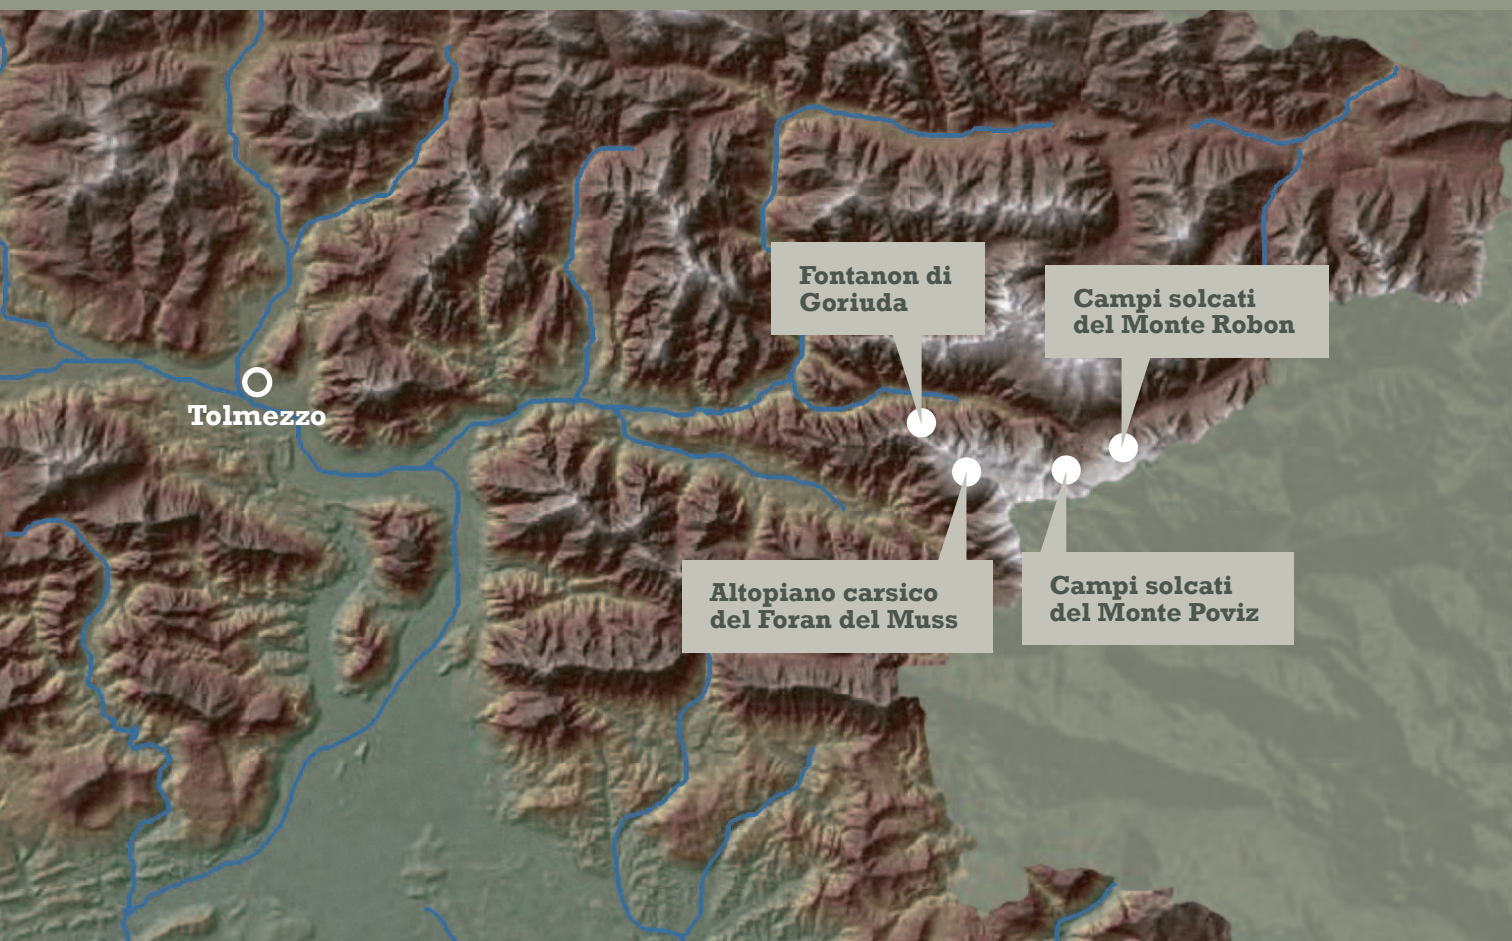 Fontanon di
Goriuda
Campi solcati
del Monte Robon
Tolmezzo
Altopiano carsico
del Foran del Muss
Campi solcati
del Monte Poviz